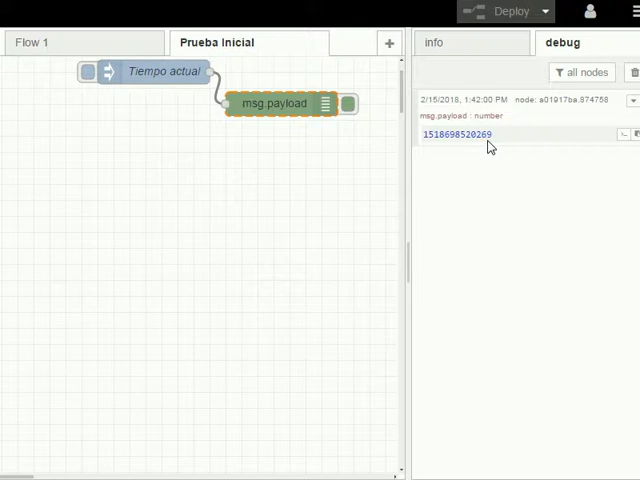 Deploy
Flow 1
Prueba Inicial
+
info
debug
all nodes
Tiempo actual
msg.payload
2/15/2018, 1:42:00 PM node: a01917ba.874758
msg.payload : number
1518698520269